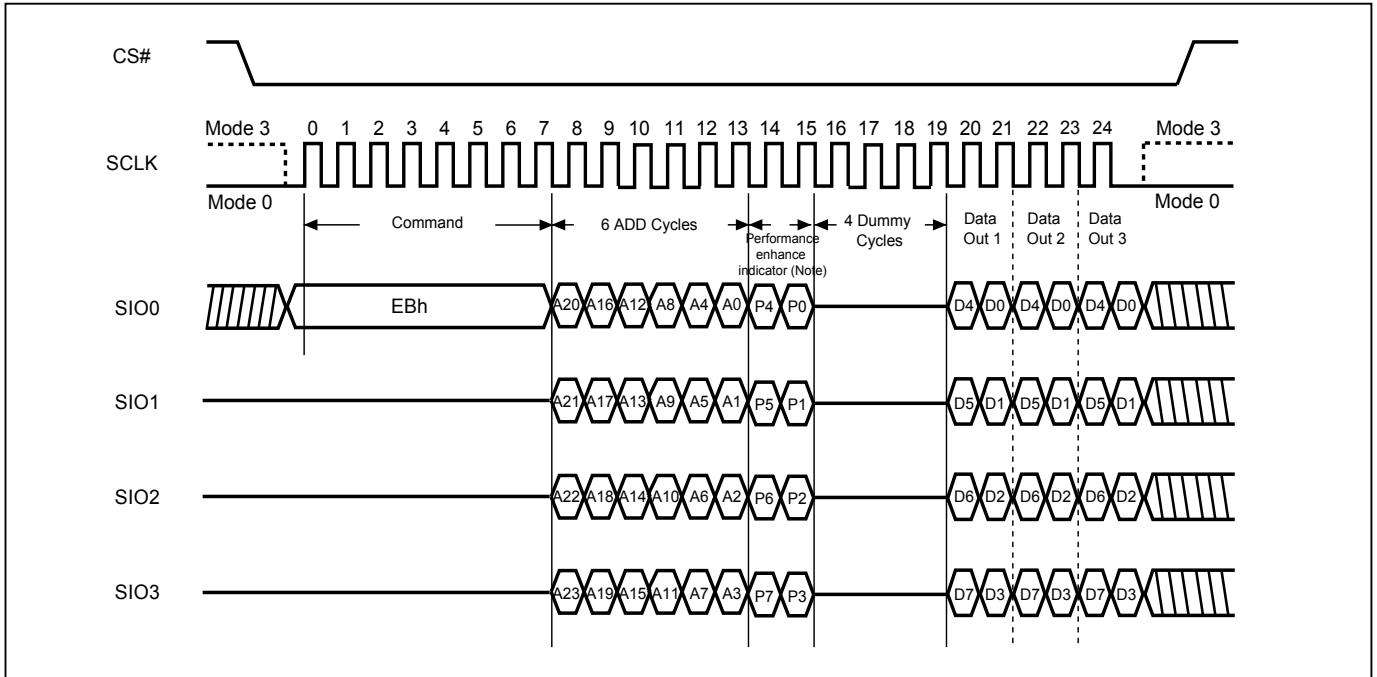 CS#
Mode 3 0 1 2 3 4 5 6 7 8 9 10 11 12 13 14 15 16 17 18 19 20 21 22 23 24 Mode 3
SCLK
Mode 0 Mode 0
Command 6 ADD Cycles Performance enhance indicator (Note) 4 Dummy Cycles Data Out 1 Data Out 2 Data Out 3
SIO0 EBh A20 A16 A12 A8 A4 A0 P4 P0 D4 D0 D4 D0 D4 D0
SIO1 A21 A17 A13 A9 A5 A1 P5 P1 D5 D1 D5 D1 D5 D1
SIO2 A22 A18 A14 A10 A6 A2 P6 P2 D6 D2 D6 D2 D6 D2
SIO3 A23 A19 A15 A11 A7 A3 P7 P3 D7 D3 D7 D3 D7 D3